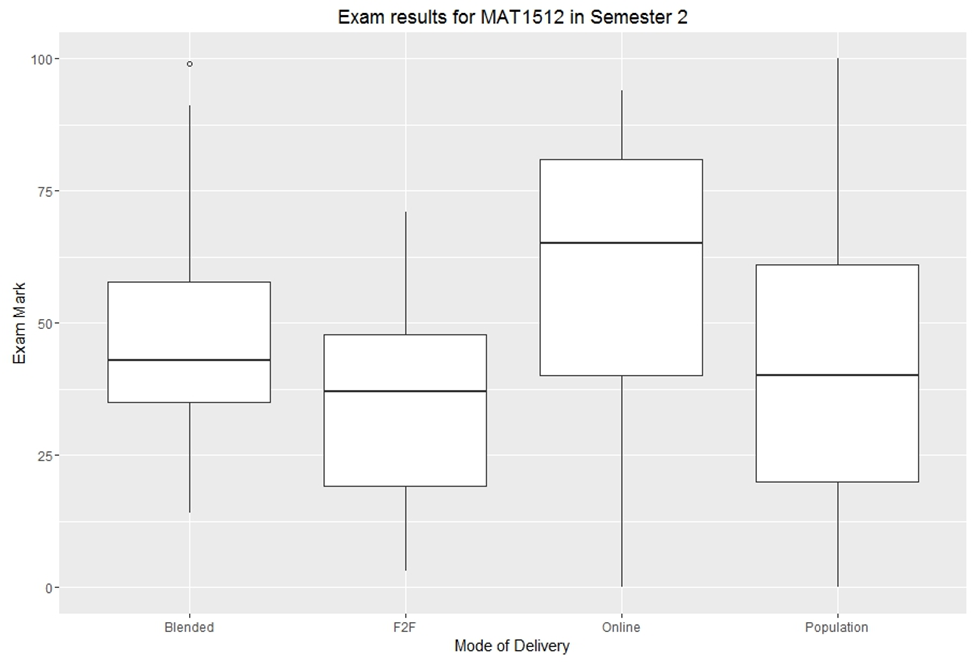 Exam results for MAT1512 in Semester 2
100
75
50
25
0
Exam Mark
Blended F2F Online Population
Mode of Delivery